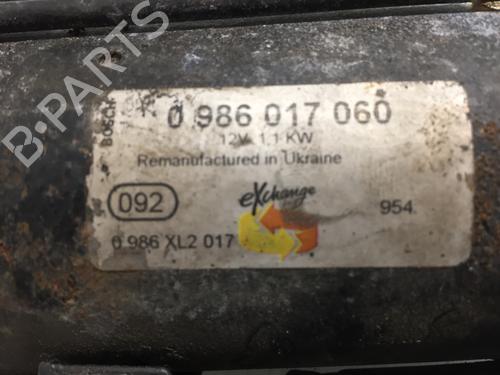 B-PARTS
BOSCH
0 986 017 060
12V 1.1 KW
Remanufactured in Ukraine
092
eXchange
954
0 986 XL2 017